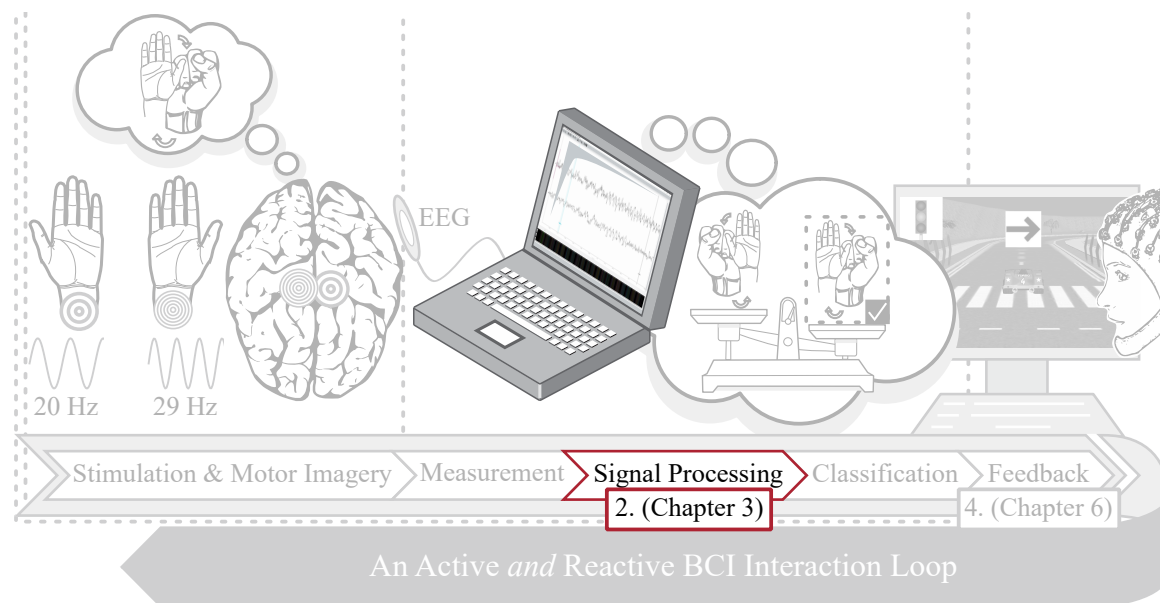 EEG
20 Hz
29 Hz
Stimulation & Motor Imagery
Measurement
Signal Processing
Classification
Feedback
2. (Chapter 3)
4. (Chapter 6)
An Active and Reactive BCI Interaction Loop